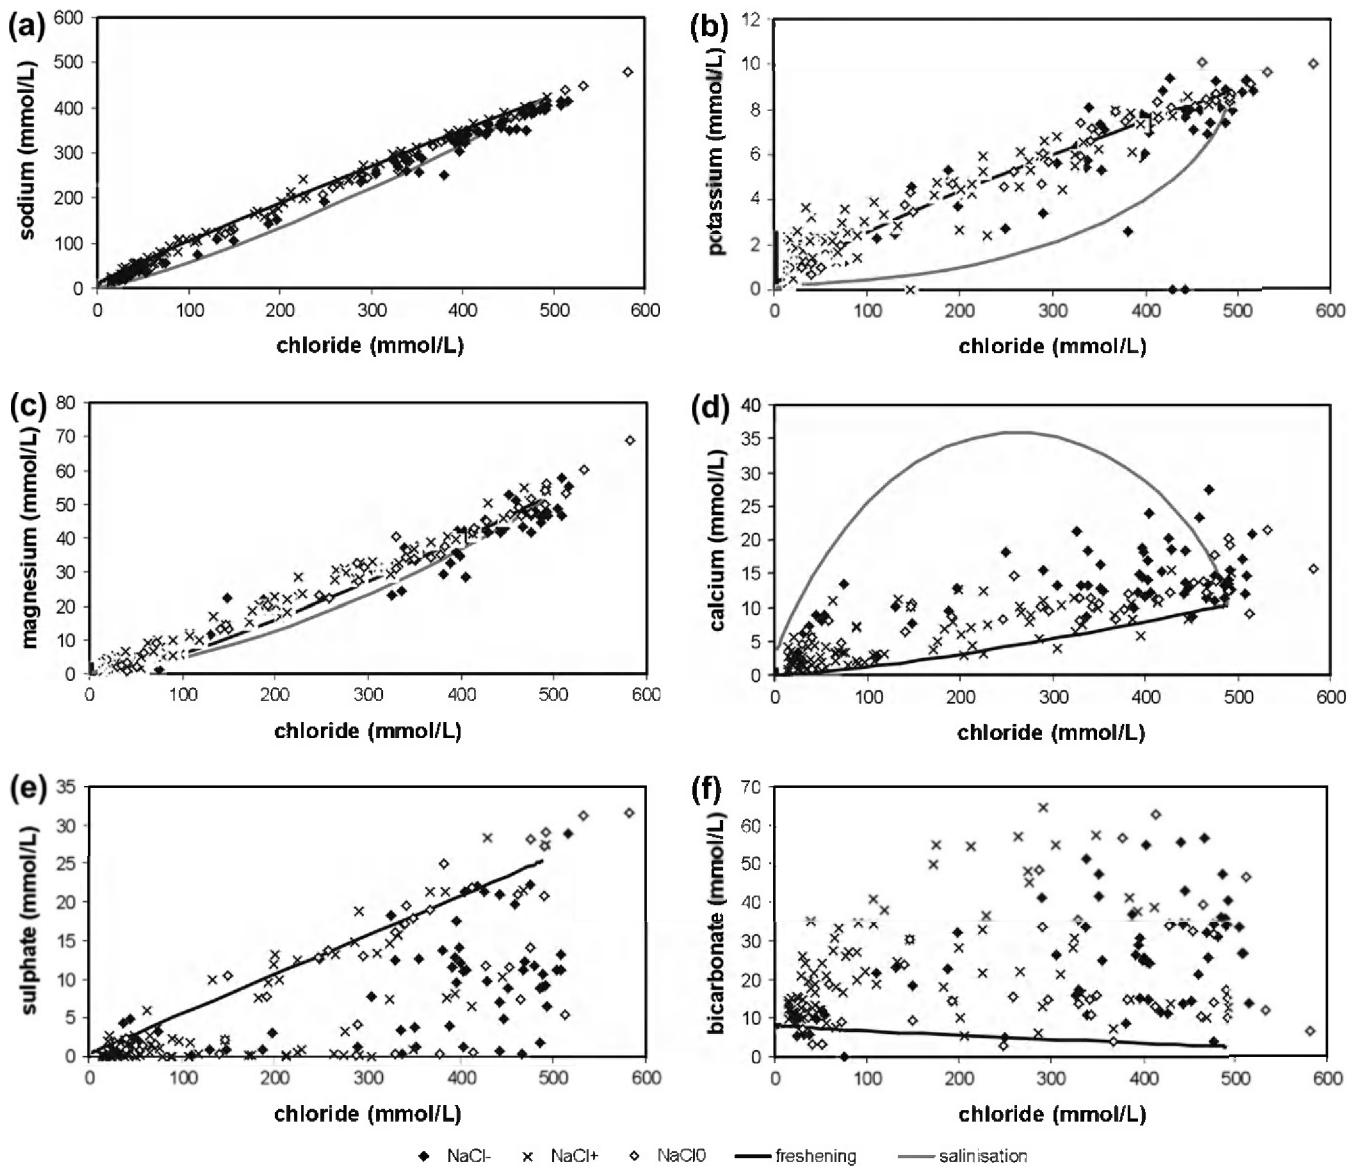 (a)
600
500
400
300
200
100
0
sodium (mmol/L)
0 100 200 300 400 500 600
chloride (mmol/L)
(b)
12
10
8
6
4
2
0
potassium (mmol/L)
0 100 200 300 400 500 600
chloride (mmol/L)
(c)
80
70
60
50
40
30
20
10
0
magnesium (mmol/L)
0 100 200 300 400 500 600
chloride (mmol/L)
(d)
40
35
30
25
20
15
10
5
0
calcium (mmol/L)
0 100 200 300 400 500 600
chloride (mmol/L)
(e)
35
30
25
20
15
10
5
0
sulphate (mmol/L)
0 100 200 300 400 500 600
chloride (mmol/L)
(f)
70
60
50
40
30
20
10
0
bicarbonate (mmol/L)
0 100 200 300 400 500 600
chloride (mmol/L)
NaCl- NaCl+ NaCl0 freshening salinisation